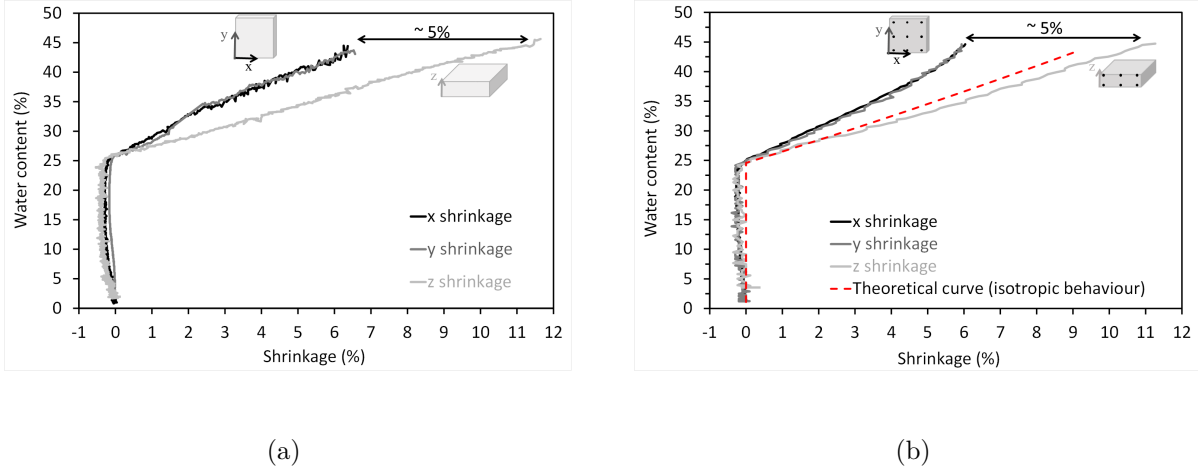 50
45
40
35
30
25
20
15
10
5
0
Water content (%)
-1 0 1 2 3 4 5 6 7 8 9 10 11 12
Shrinkage (%)
y
x
~ 5%
z
x shrinkage
y shrinkage
z shrinkage
(a)
50
45
40
35
30
25
20
15
10
5
0
Water content (%)
-1 0 1 2 3 4 5 6 7 8 9 10 11 12
Shrinkage (%)
y
x
~ 5%
z
x shrinkage
y shrinkage
z shrinkage
Theoretical curve (isotropic behaviour)
(b)